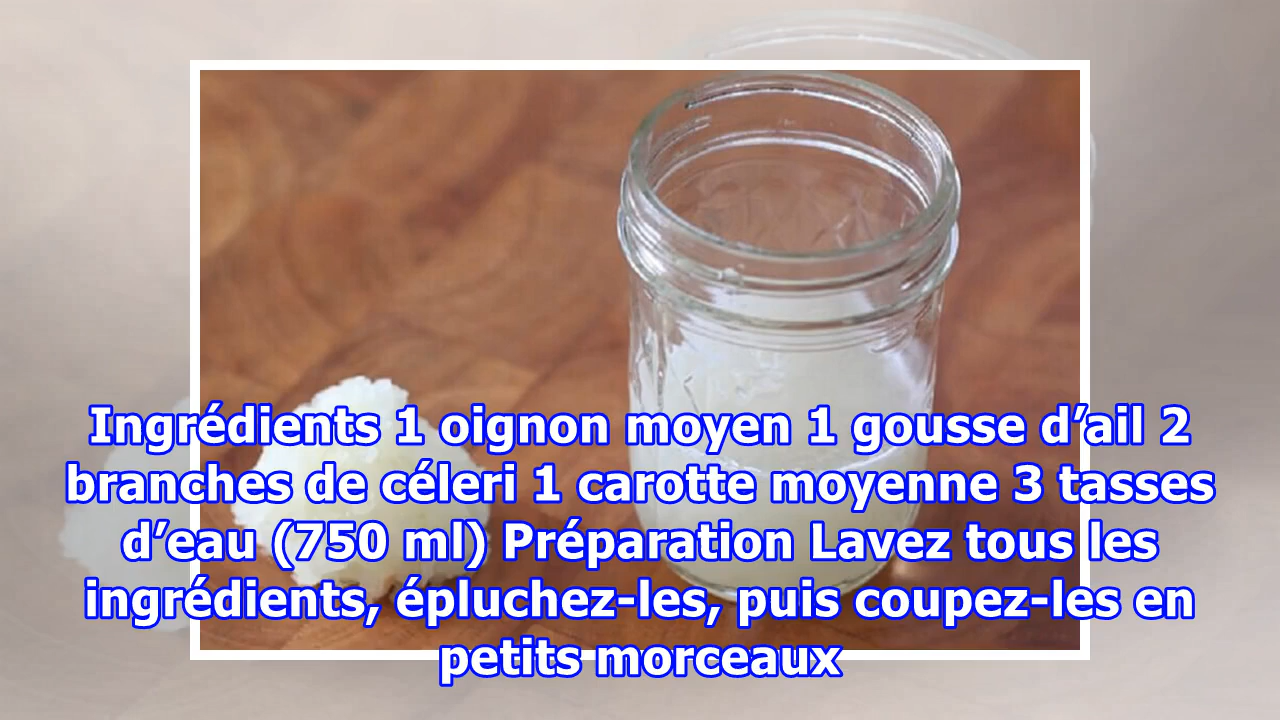 Ingrédients 1 oignon moyen 1 gousse d’ail 2
branches de céleri 1 carotte moyenne 3 tasses
d’eau (750 ml) Préparation Lavez tous les
ingrédients, épluchez-les, puis coupez-les en
petits morceaux